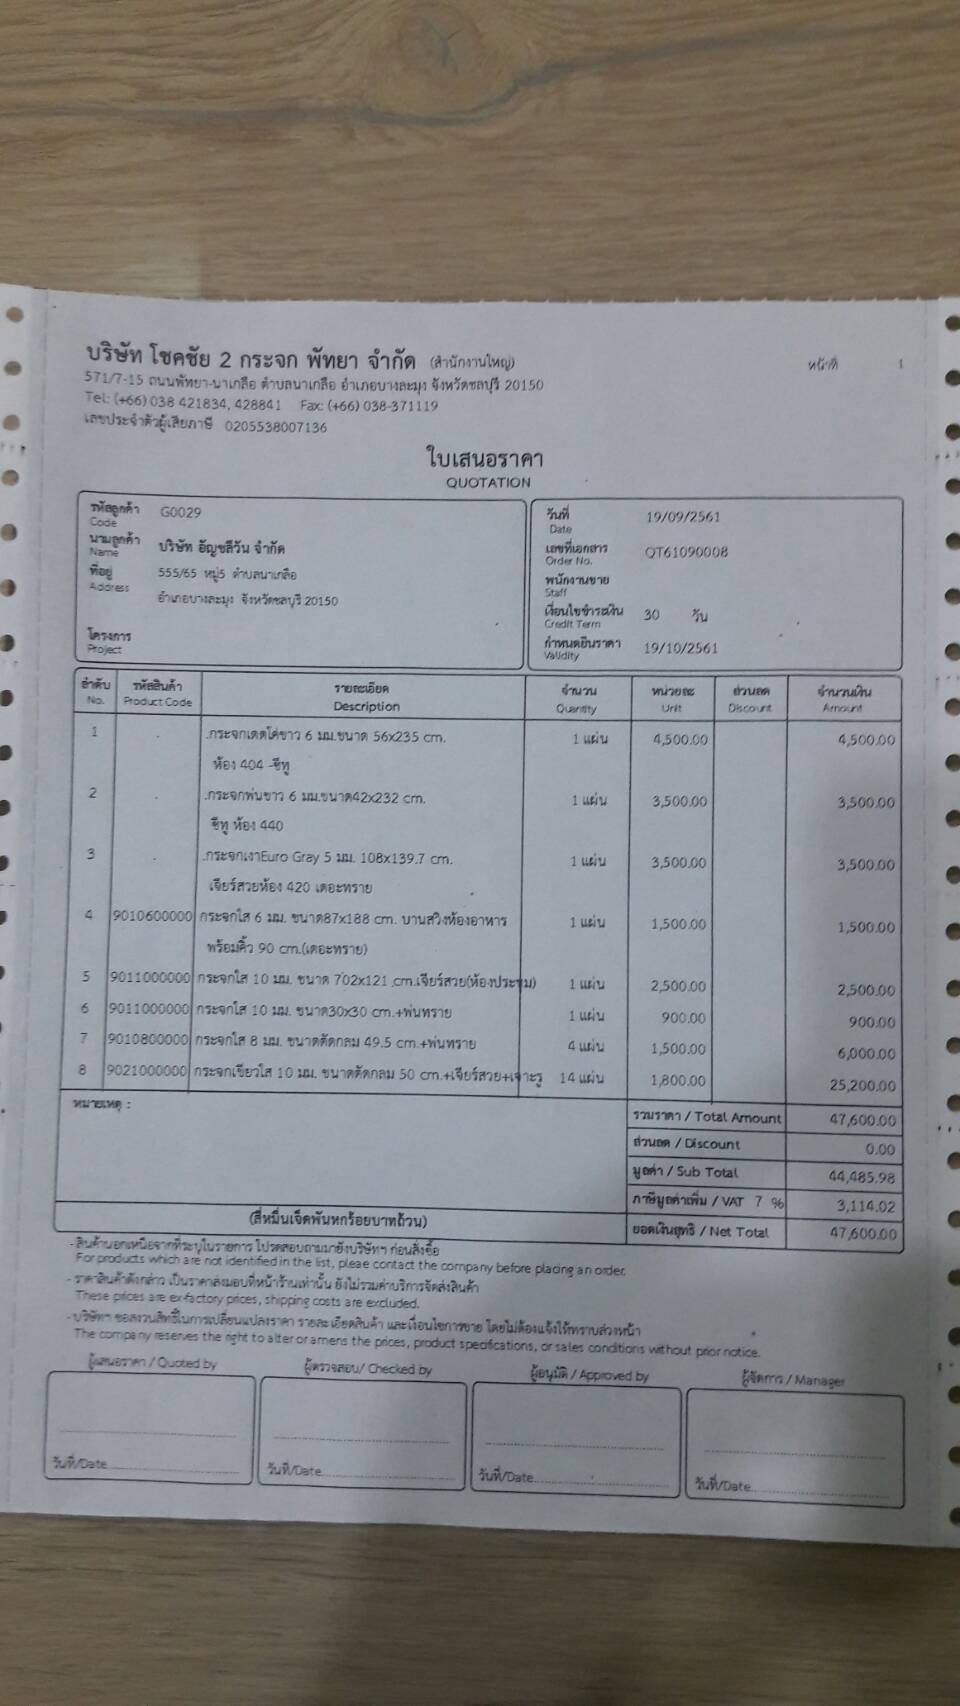 บริษัท โชคชัย 2 กระจก พัทยา จำกัด (สำนักงานใหญ่) หน้าที่ 1
571/7-15 ถนนพัทยา-นาเกลือ ตำบลนาเกลือ อำเภอบางละมุง จังหวัดชลบุรี 20150
Tel: (+66) 038 421834, 428841 Fax: (+66) 038-371119
เลขประจำตัวผู้เสียภาษี 0205538007136
ใบเสนอราคา
QUOTATION
รหัสลูกค้า G0029
Code
นามลูกค้า บริษัท อัญชลีวัน จำกัด
Name
ที่อยู่ 555/65 หมู่5 ตำบลนาเกลือ
Address
อำเภอบางละมุง จังหวัดชลบุรี 20150
โครงการ
Project
วันที่ 19/09/2561
Date
เลขที่เอกสาร QT61090008
Order No.
พนักงานขาย
Staff
เงื่อนไขชำระเงิน 30 วัน
Credit Term
กำหนดยืนราคา 19/10/2561
Validity
ลำดับ รหัสสินค้า รายละเอียด จำนวน หน่วยละ ส่วนลด จำนวนเงิน
No. Product Code Description Quantity Unit Discount Amount
1 . .กระจกเดดโค่ขาว 6 มม.ขนาด 56x235 cm. 1 แผ่น 4,500.00 4,500.00
ห้อง 404 -ซีทู
2 . .กระจกพ่นขาว 6 มม.ขนาด42x232 cm. 1 แผ่น 3,500.00 3,500.00
ซีทู ห้อง 440
3 . .กระจกเงาEuro Gray 5 มม. 108x139.7 cm. 1 แผ่น 3,500.00 3,500.00
เจียร์สวยห้อง 420 เดอะทราย
4 9010600000 กระจกใส 6 มม. ขนาด87x188 cm. บานสวิงห้องอาหาร 1 แผ่น 1,500.00 1,500.00
พร้อมคิ้ว 90 cm.(เดอะทราย)
5 9011000000 กระจกใส 10 มม. ขนาด 702x121 cm.เจียร์สวย(ห้องประชุม) 1 แผ่น 2,500.00 2,500.00
6 9011000000 กระจกใส 10 มม. ขนาด30x30 cm.+พ่นทราย 1 แผ่น 900.00 900.00
7 9010800000 กระจกใส 8 มม. ขนาดตัดกลม 49.5 cm.+พ่นทราย 4 แผ่น 1,500.00 6,000.00
8 9021000000 กระจกเขียวใส 10 มม. ขนาดตัดกลม 50 cm.+เจียร์สวย+เจาะรู 14 แผ่น 1,800.00 25,200.00
หมายเหตุ :
รวมราคา / Total Amount 47,600.00
ส่วนลด / Discount 0.00
มูลค่า / Sub Total 44,485.98
ภาษีมูลค่าเพิ่ม / VAT 7 % 3,114.02
(สี่หมื่นเจ็ดพันหกร้อยบาทถ้วน) ยอดเงินสุทธิ / Net Total 47,600.00
- สินค้านอกเหนือจากที่ระบุในรายการ โปรดสอบถามมายังบริษัทฯ ก่อนสั่งซื้อ
For products which are not identified in the list, please contact the company before placing an order.
- ราคาสินค้าดังกล่าว เป็นราคาส่งมอบที่หน้าร้านเท่านั้น ยังไม่รวมค่าบริการจัดส่งสินค้า
These prices are ex-factory prices, shipping costs are excluded.
- บริษัทฯ ขอสงวนสิทธิ์ในการเปลี่ยนแปลงราคา รายละเอียดสินค้า และเงื่อนไขการขาย โดยไม่ต้องแจ้งให้ทราบล่วงหน้า
The company reserves the right to alter or amens the prices, product specifications, or sales conditions without prior notice.
ผู้เสนอราคา / Quoted by ผู้ตรวจสอบ/ Checked by ผู้อนุมัติ / Approved by ผู้จัดการ / Manager
วันที่/Date วันที่/Date วันที่/Date วันที่/Date